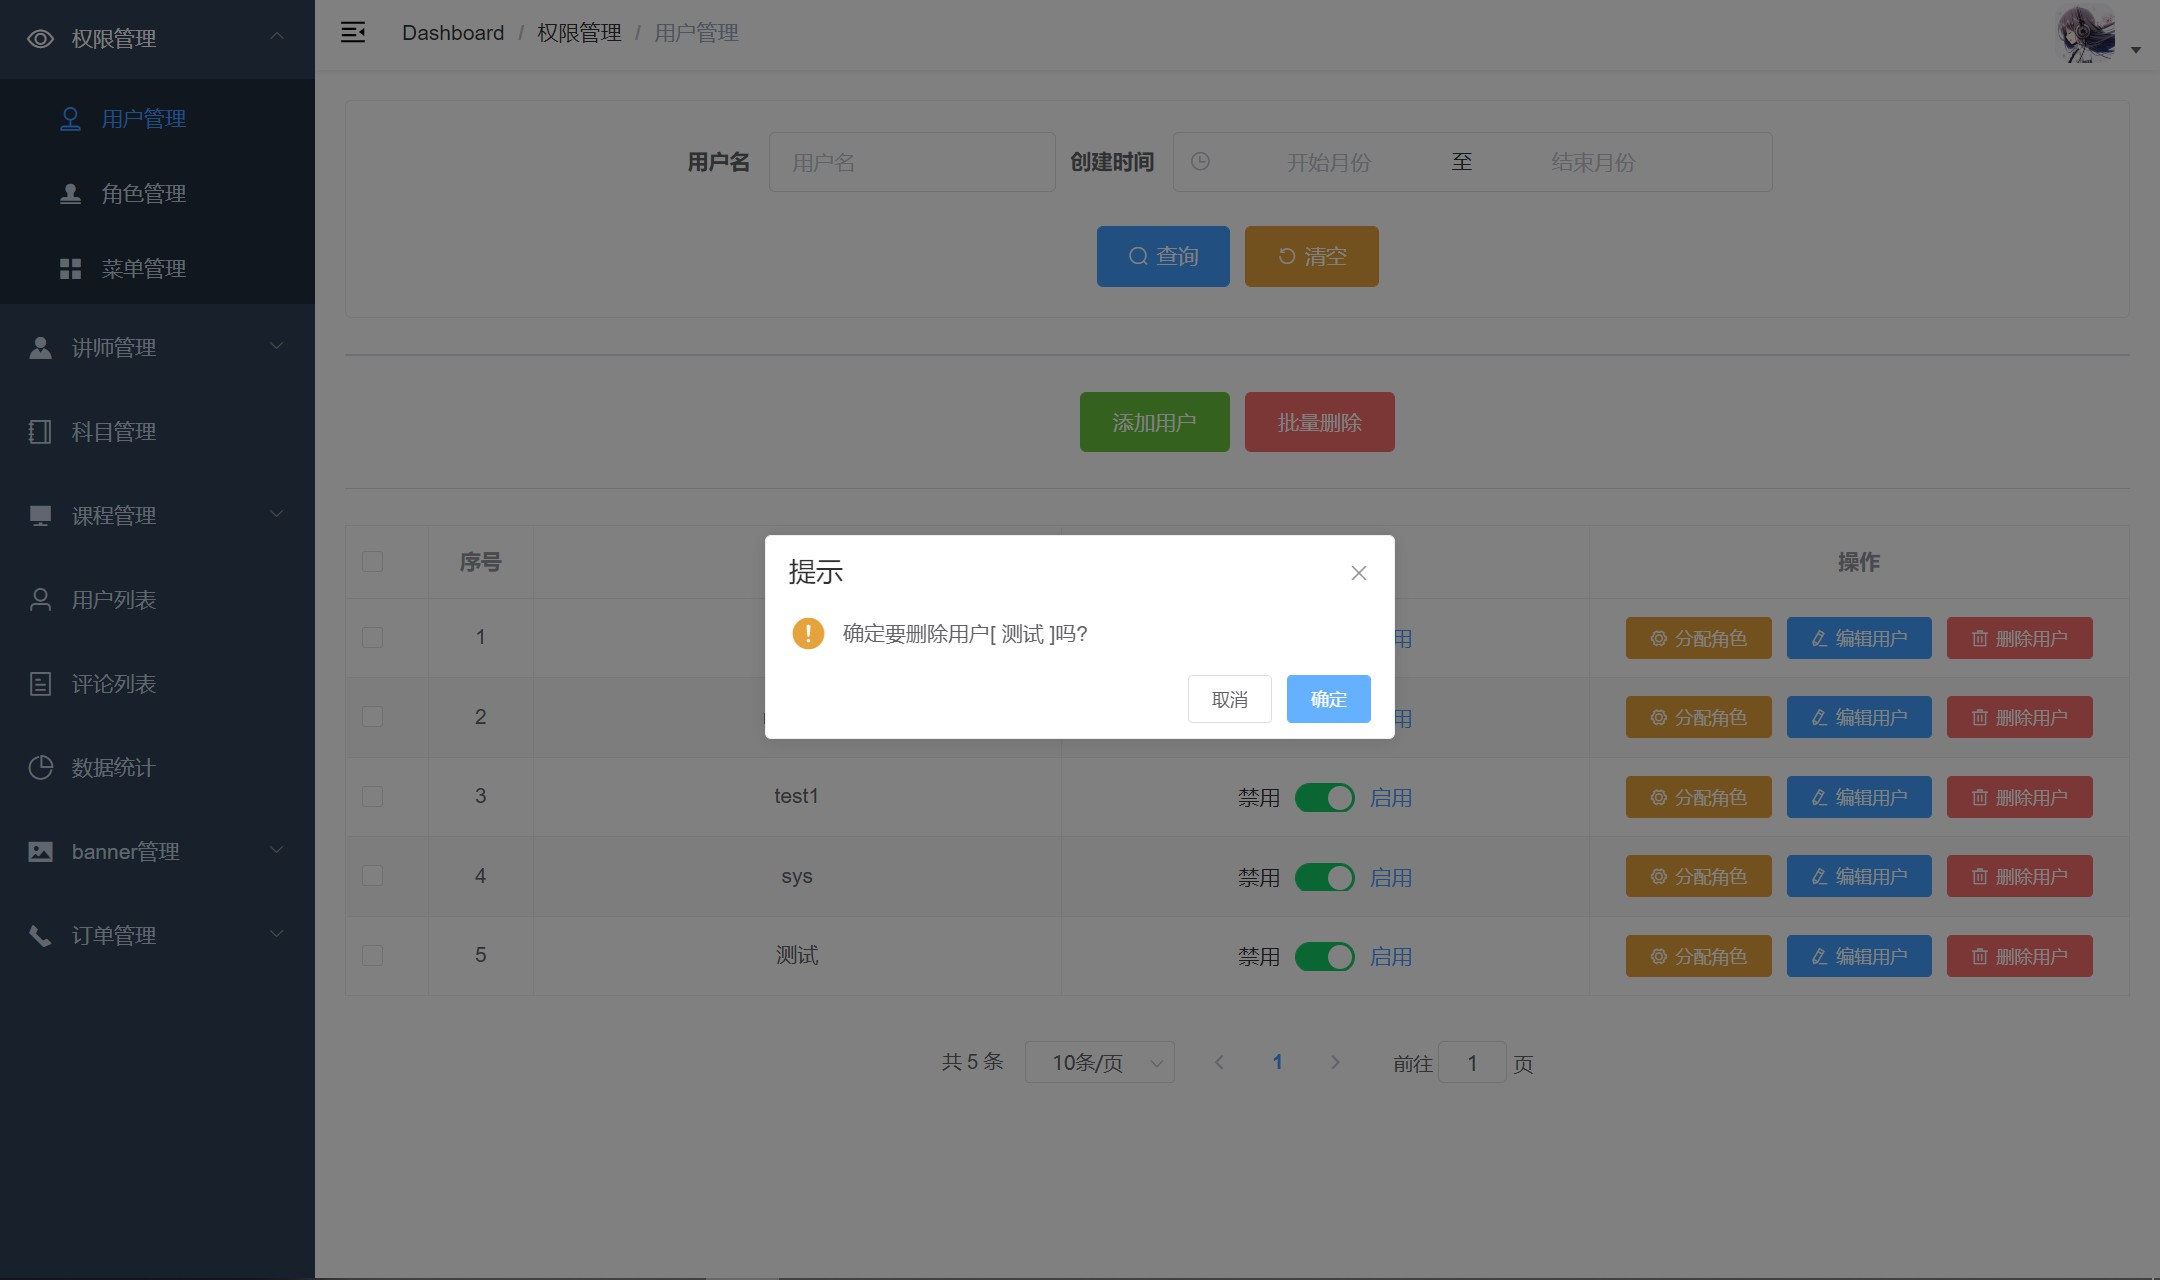 权限管理
用户管理
角色管理
菜单管理
讲师管理
科目管理
课程管理
用户列表
评论列表
数据统计
banner管理
订单管理
Dashboard / 权限管理 / 用户管理
用户名 用户名 创建时间 开始月份 至 结束月份
查询 清空
添加用户 批量删除
序号 操作
1 用 分配角色 编辑用户 删除用户
2 用 分配角色 编辑用户 删除用户
提示
确定要删除用户[ 测试 ]吗?
取消 确定
3 test1 禁用 启用 分配角色 编辑用户 删除用户
4 sys 禁用 启用 分配角色 编辑用户 删除用户
5 测试 禁用 启用 分配角色 编辑用户 删除用户
共 5 条 10条/页 1 前往 1 页